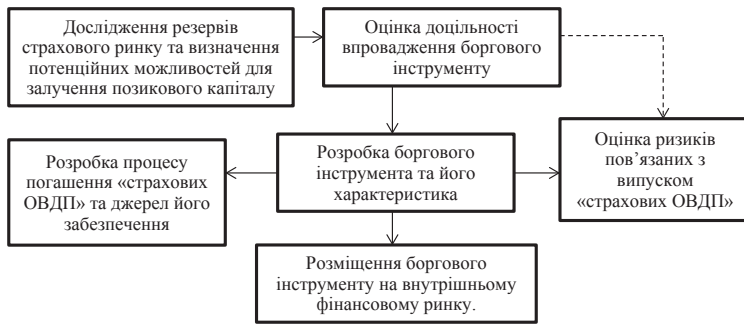 Дослідження резервів
страхового ринку та визначення
потенційних можливостей для
залучення позикового капіталу
Оцінка доцільності
впровадження боргового
інструменту
Розробка процесу
погашення «страхових
ОВДП» та джерел його
забезпечення
Розробка боргового
інструмента та його
характеристика
Оцінка ризиків
пов’язаних з
випуском
«страхових ОВДП»
Розміщення боргового
інструменту на внутрішньому
фінансовому ринку.